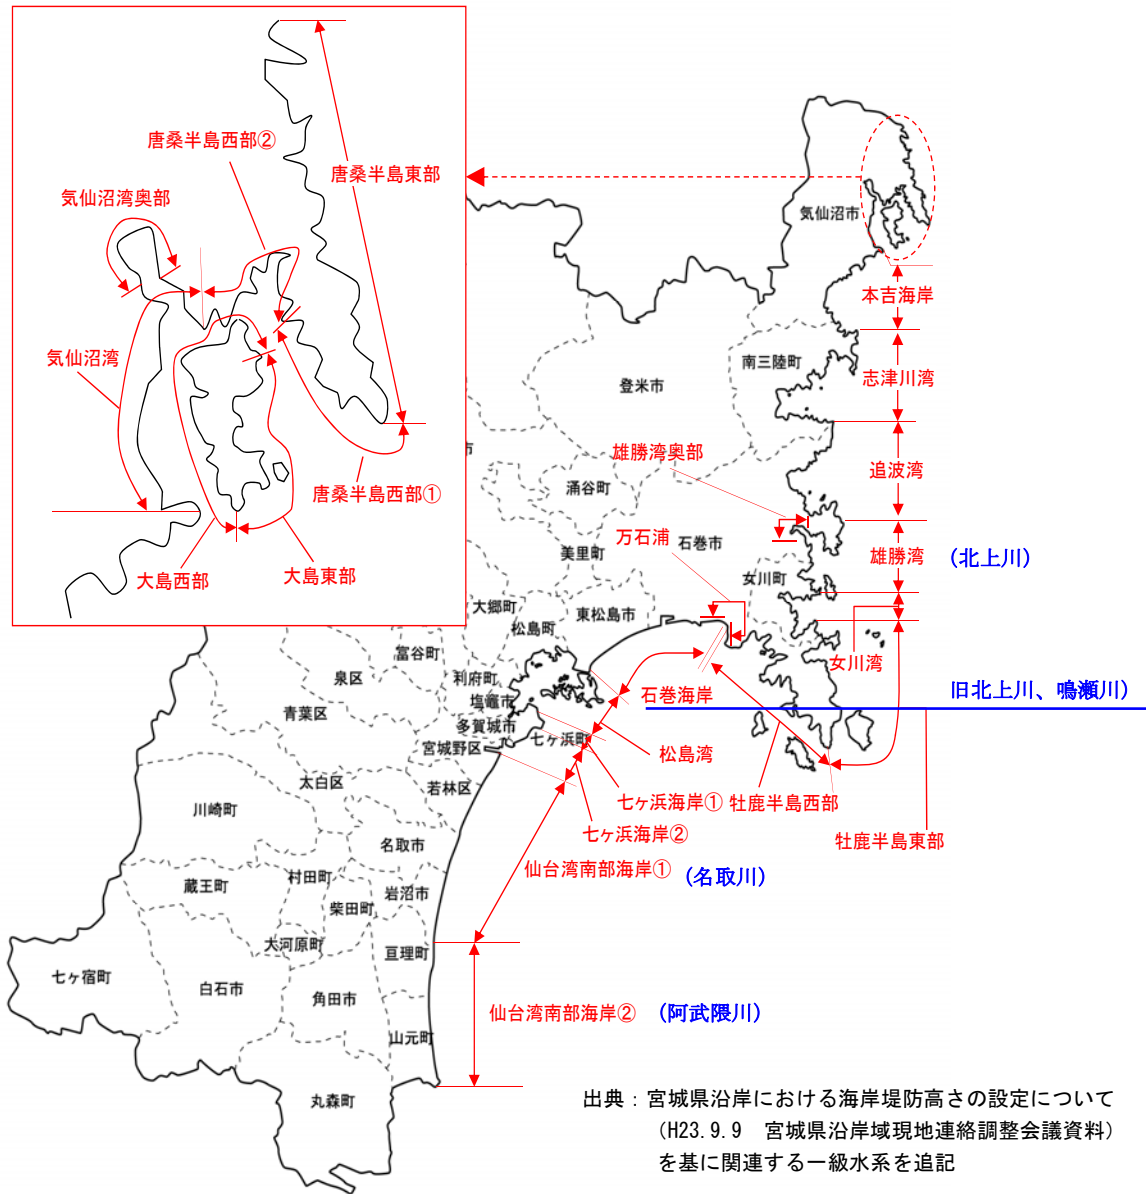 唐桑半島西部②
唐桑半島東部
気仙沼湾奥部
気仙沼湾
唐桑半島西部①
大島西部
大島東部
気仙沼市
本吉海岸
南三陸町
志津川湾
登米市
市
雄勝湾奥部
追波湾
涌谷町
万石浦
石巻市
美里町
雄勝湾
(北上川)
女川町
大郷町
東松島市
松島町
富谷町
女川湾
泉区
利府町
塩竈市
石巻海岸
旧北上川、鳴瀬川)
青葉区
多賀城市
七ヶ浜町
宮城野区
松島湾
太白区
若林区
七ヶ浜海岸①
牡鹿半島西部
川崎町
七ヶ浜海岸②
牡鹿半島東部
名取市
仙台湾南部海岸①
(名取川)
村田町
蔵王町
岩沼市
柴田町
大河原町
亘理町
七ヶ宿町
白石市
角田市
仙台湾南部海岸②
(阿武隈川)
山元町
丸森町
出典：宮城県沿岸における海岸堤防高さの設定について
(H23.9.9　宮城県沿岸域現地連絡調整会議資料)
を基に関連する一級水系を追記